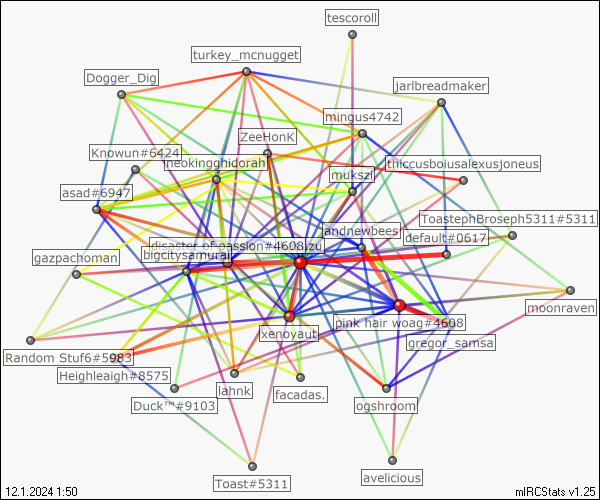 tescoroll
turkey_mcnugget
Dogger_Dig
jarlbreadmaker
mingus4742
ZeeHonK
Knowun#6424
neokingghidorah
thiccusboiusalexusjoneus
mukszi
asad#6947
ToastephBroseph5311#5311
andnewbees
default#0617
disaster of passion#4608
zu
bigcitysamurai
gazpachoman
moonraven
pink hair woag#4608
xenoyaut
gregor_samsa
Random Stuf6#5983
Heighleaigh#8575
lahnk
facadas.
Duck™#9103
ogshroom
avelicious
Toast#5311
12.1.2024 1:50
mIRCStats v1.25